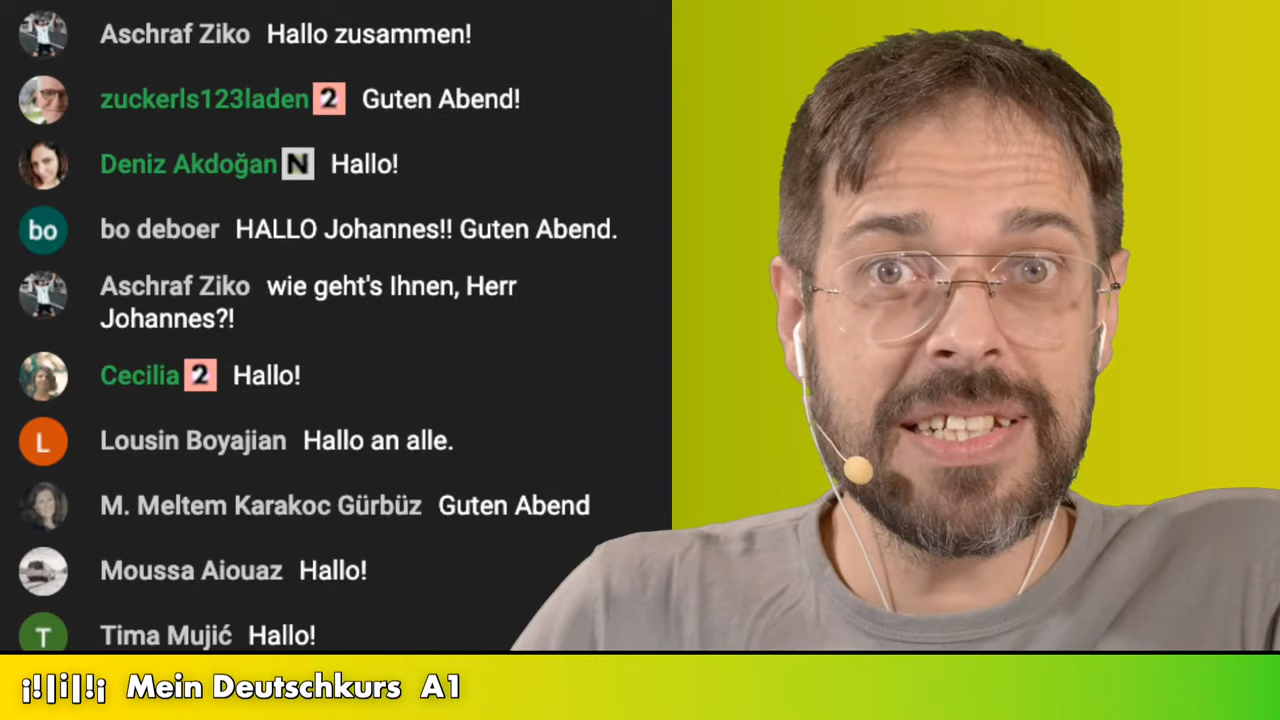 Aschraf Ziko Hallo zusammen!
zuckerls123laden 2 Guten Abend!
Deniz Akdoğan N Hallo!
bo bo deboer HALLO Johannes!! Guten Abend.
Aschraf Ziko wie geht's Ihnen, Herr
Johannes?!
Cecilia 2 Hallo!
L Lousin Boyajian Hallo an alle.
M. Meltem Karakoc Gürbüz Guten Abend
Moussa Aiouaz Hallo!
T Tima Mujić Hallo!
¡!|i|!¡ Mein Deutschkurs A1